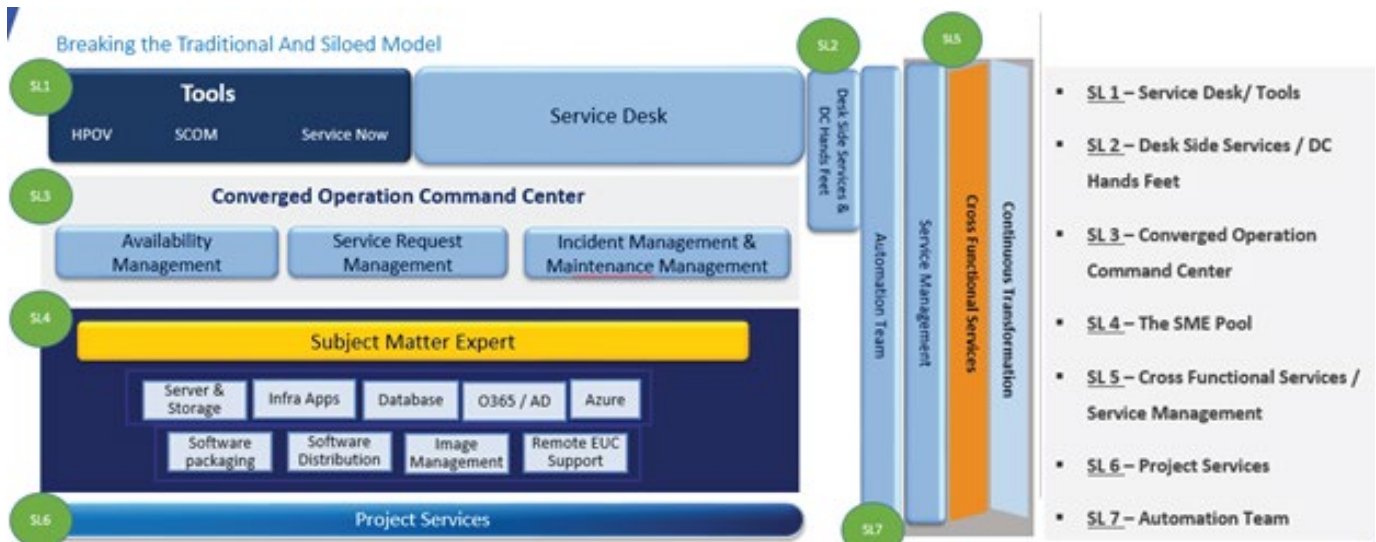 Breaking the Traditional And Siloed Model
SL1
Tools
HPOV SCOM Service Now
Service Desk
SL2
Desk Side Services &
DC Hands Feet
SL5
SL3
Converged Operation Command Center
Availability
Management
Service Request
Management
Incident Management &
Maintenance Management
SL4
Subject Matter Expert
Server &
Storage
Infra Apps
Database
O365 / AD
Azure
Software
packaging
Software
Distribution
Image
Management
Remote EUC
Support
SL6
Project Services
Automation Team
SL7
Service Management
Cross Functional Services
Continuous Transformation
▪ SL 1 – Service Desk/ Tools
▪ SL 2 – Desk Side Services / DC
Hands Feet
▪ SL 3 – Converged Operation
Command Center
▪ SL 4 – The SME Pool
▪ SL 5 – Cross Functional Services /
Service Management
▪ SL 6 – Project Services
▪ SL 7 – Automation Team